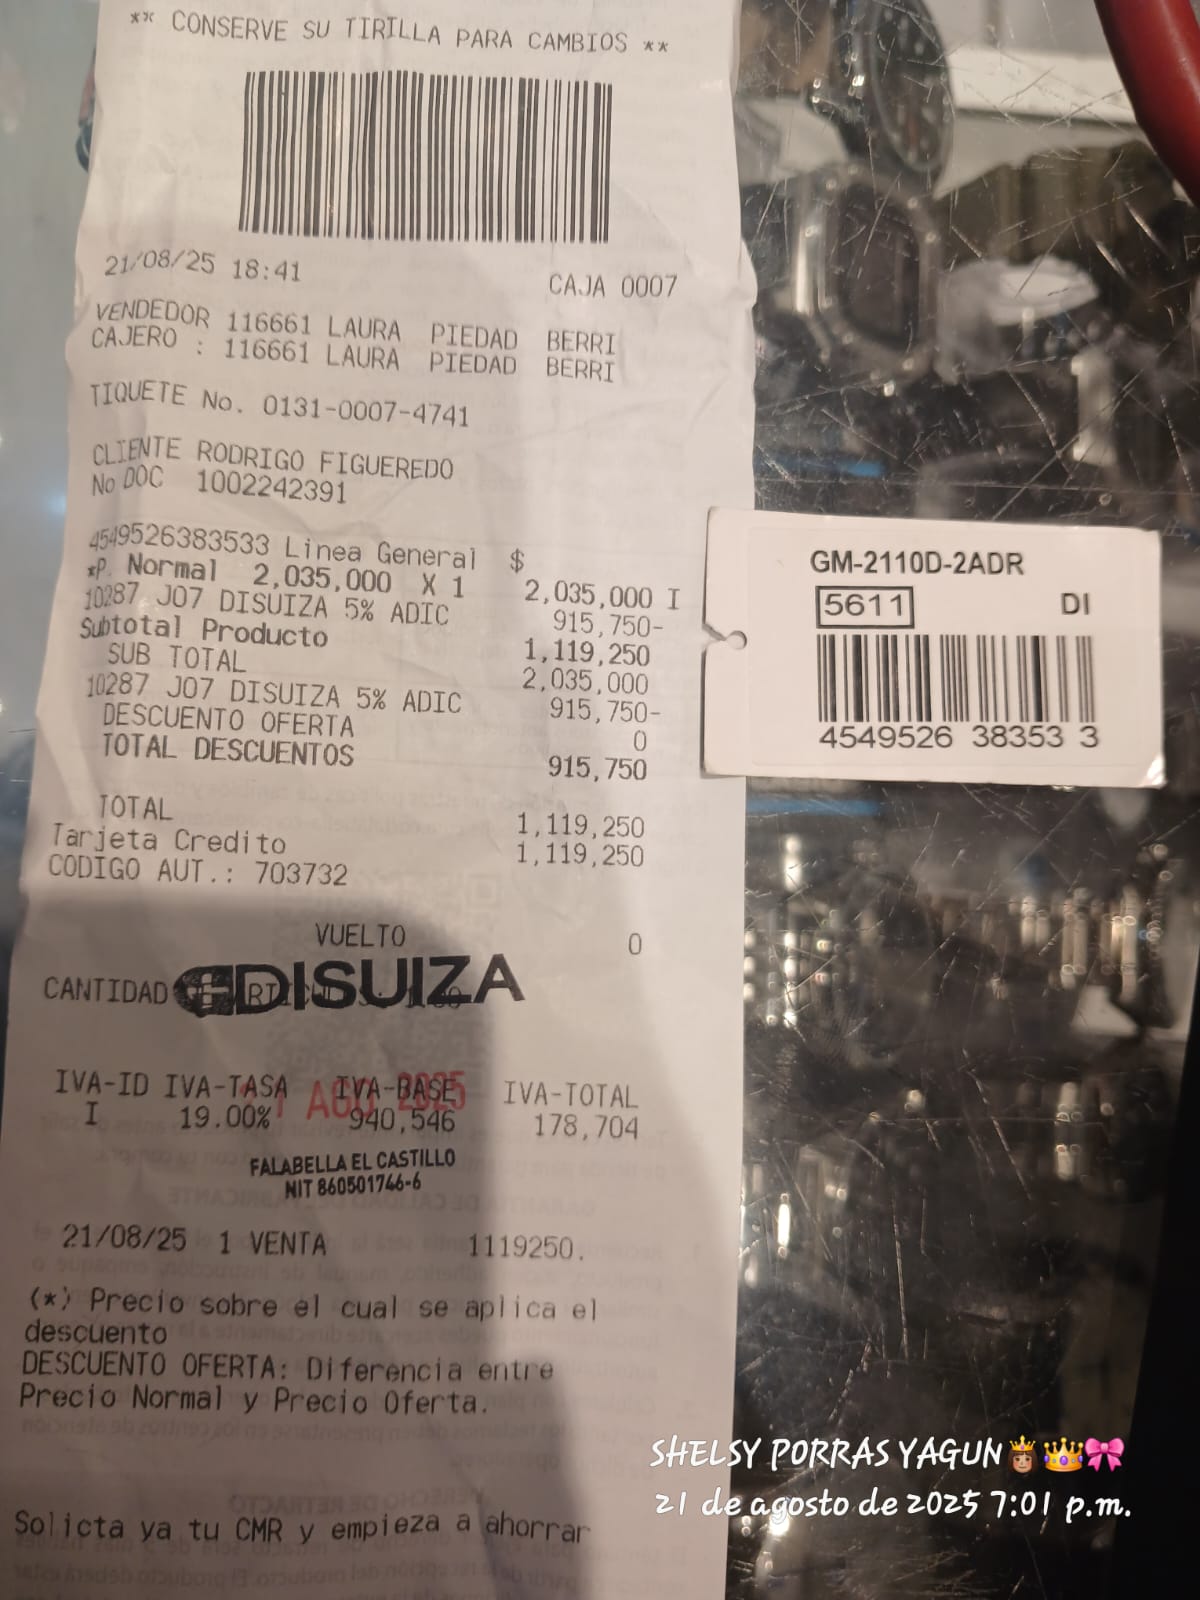 ** CONSERVE SU TIRILLA PARA CAMBIOS **
21/08/25 18:41 CAJA 0007
VENDEDOR 116661 LAURA PIEDAD BERRI
CAJERO : 116661 LAURA PIEDAD BERRI
TIQUETE No. 0131-0007-4741
CLIENTE RODRIGO FIGUEREDO
No DOC 1002242391
4549526383533 Linea General $
*P. Normal 2,035,000 X 1 2,035,000 I
10287 J07 DISUIZA 5% ADIC 915,750-
Subtotal Producto 1,119,250
SUB TOTAL 2,035,000
10287 J07 DISUIZA 5% ADIC 915,750-
DESCUENTO OFERTA 0
TOTAL DESCUENTOS 915,750
TOTAL 1,119,250
Tarjeta Credito 1,119,250
CODIGO AUT.: 703732
VUELTO 0
CANTIDAD
DISUIZA
IVA-ID IVA-TASA IVA-BASE IVA-TOTAL
21 AGO 2025
I 19.00% 940,546 178,704
FALABELLA EL CASTILLO
NIT 860501746-6
21/08/25 1 VENTA 1119250.
(*) Precio sobre el cual se aplica el
descuento
DESCUENTO OFERTA: Diferencia entre
Precio Normal y Precio Oferta.
Solicta ya tu CMR y empieza a ahorrar
GM-2110D-2ADR
5611 DI
4549526 38353 3
SHELSY PORRAS YAGUN👸🏽👑🎀
21 de agosto de 2025 7:01 p.m.